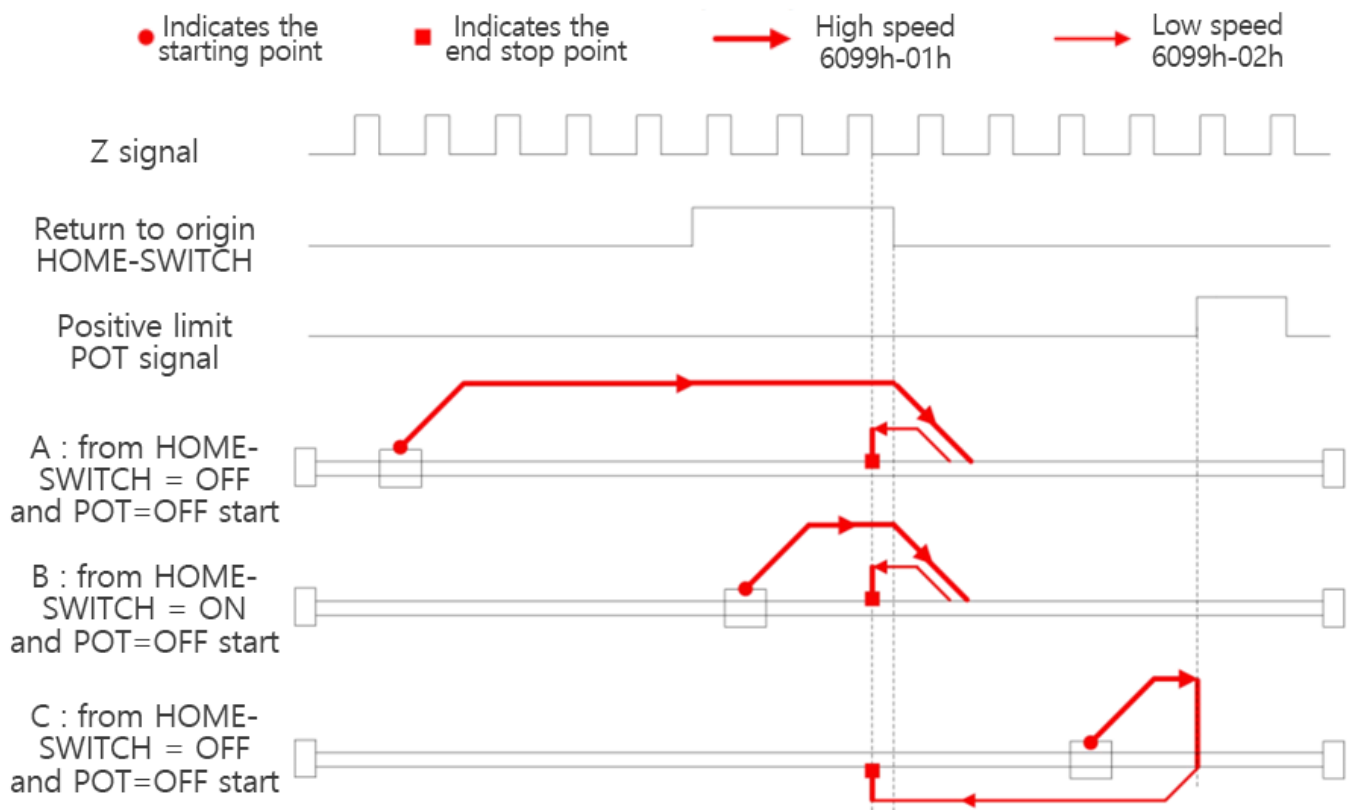 Indicates the
starting point
Indicates the
end stop point
High speed
6099h-01h
Low speed
6099h-02h
Z signal
Return to origin
HOME-SWITCH
Positive limit
POT signal
A : from HOME-
SWITCH = OFF
and POT=OFF start
B : from HOME-
SWITCH = ON
and POT=OFF start
C : from HOME-
SWITCH = OFF
and POT=OFF start